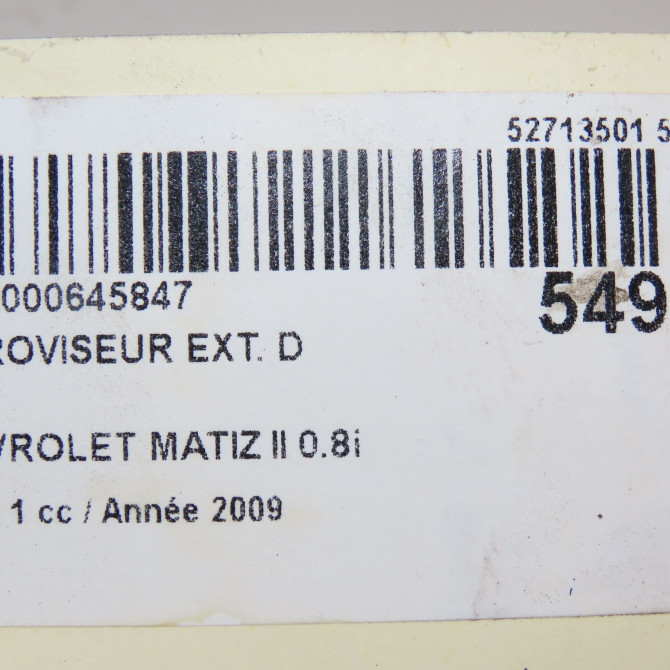 52713501 5
000645847
549
ROVISEUR EXT. D
VROLET MATIZ II 0.8i
1 cc / Année 2009